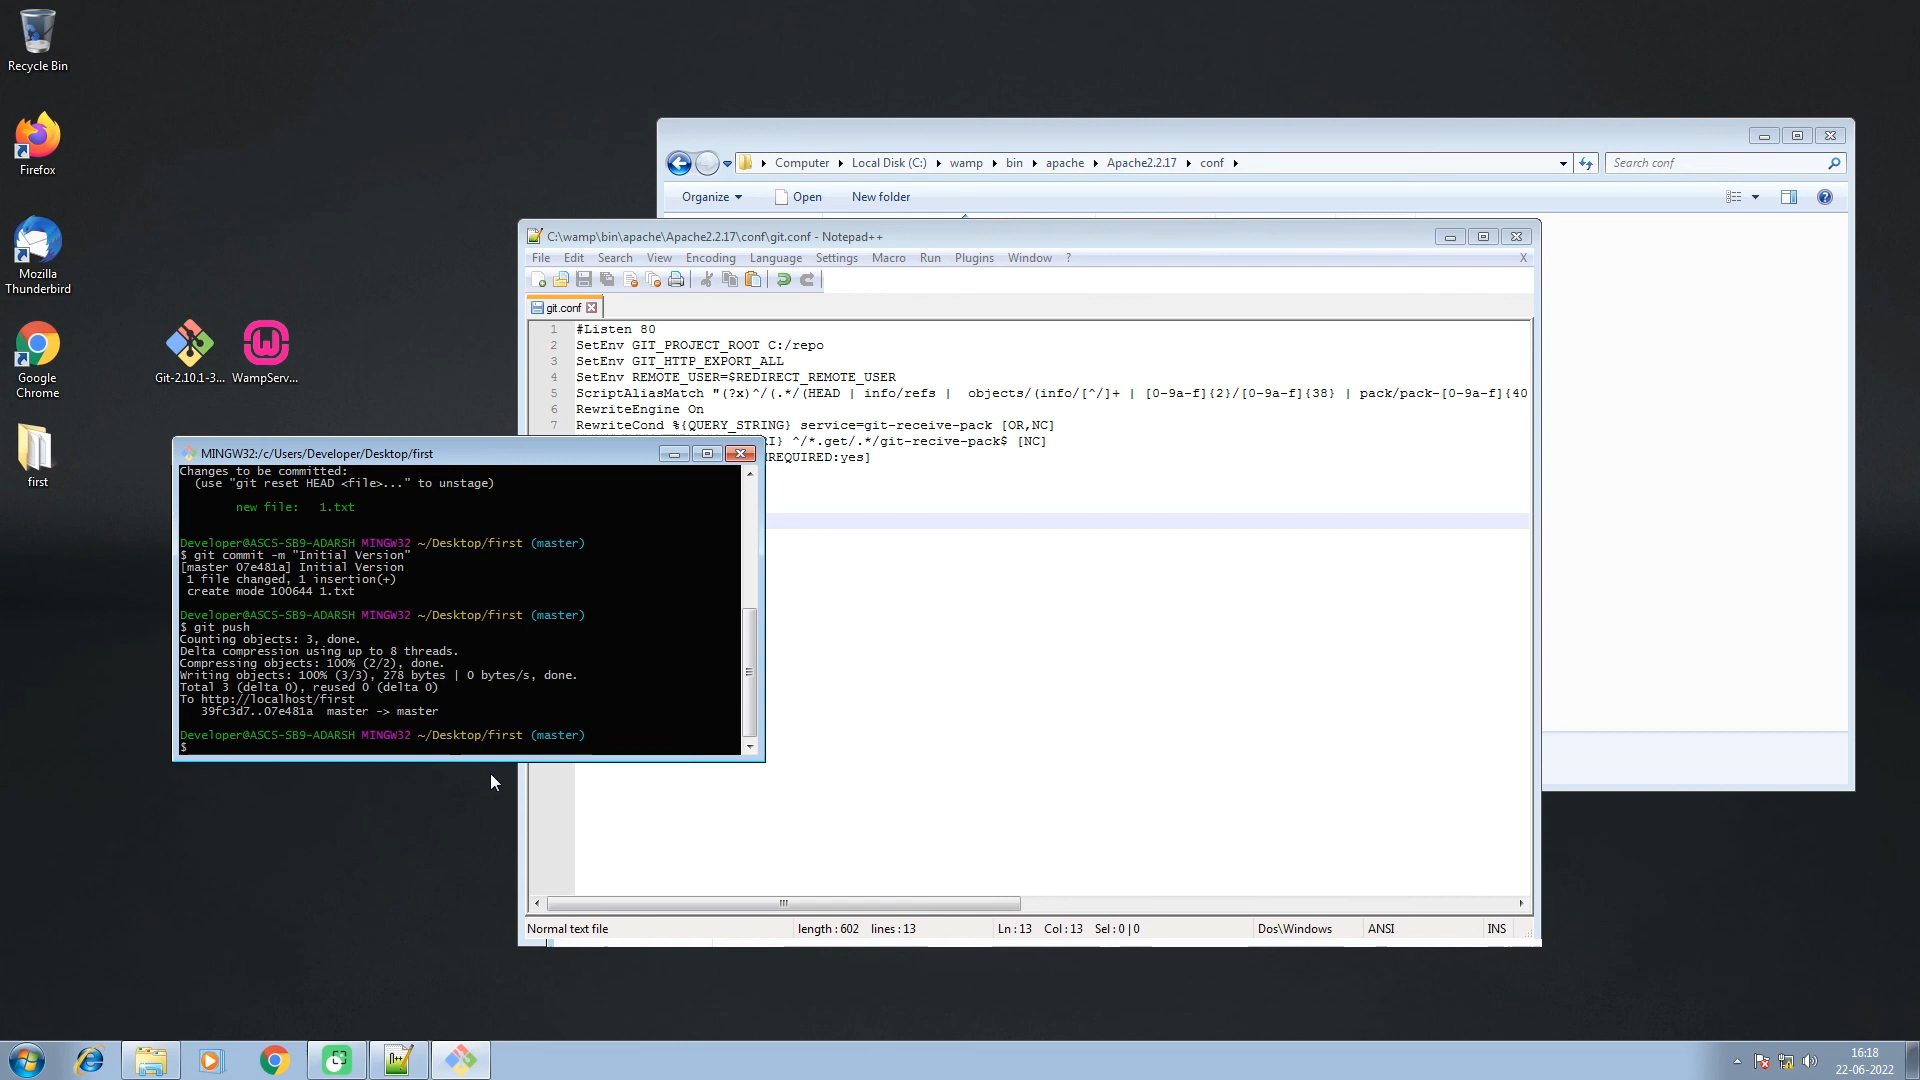 Recycle Bin
Firefox
Mozilla
Thunderbird
Google
Chrome
first
Git-2.10.1-3...
WampServ...
Computer
Local Disk (C:)
wamp
bin
apache
Apache2.2.17
conf
Search conf
Organize
Open
New folder
C:\wamp\bin\apache\Apache2.2.17\conf\git.conf - Notepad++
File Edit Search View Encoding Language Settings Macro Run Plugins Window ? X
git.conf
1 #Listen 80
2 SetEnv GIT_PROJECT_ROOT C:/repo
3 SetEnv GIT_HTTP_EXPORT_ALL
4 SetEnv REMOTE_USER=$REDIRECT_REMOTE_USER
5 ScriptAliasMatch "(?x)^/(.*/(HEAD | info/refs | objects/(info/[^/]+ | [0-9a-f]{2}/[0-9a-f]{38} | pack/pack-[0-9a-f]{40
6 RewriteEngine On
7 RewriteCond %{QUERY_STRING} service=git-receive-pack [OR,NC]
RI} ^/*.get/.*/git-recive-pack$ [NC]
REQUIRED:yes]
MINGW32:/c/Users/Developer/Desktop/first
Changes to be committed:
(use "git reset HEAD <file>..." to unstage)
new file: 1.txt
Developer@ASCS-SB9-ADARSH MINGW32 ~/Desktop/first (master)
$ git commit -m "Initial Version"
[master 07e481a] Initial Version
1 file changed, 1 insertion(+)
create mode 100644 1.txt
Developer@ASCS-SB9-ADARSH MINGW32 ~/Desktop/first (master)
$ git push
Counting objects: 3, done.
Delta compression using up to 8 threads.
Compressing objects: 100% (2/2), done.
Writing objects: 100% (3/3), 278 bytes | 0 bytes/s, done.
Total 3 (delta 0), reused 0 (delta 0)
To http://localhost/first
39fc3d7..07e481a master -> master
Developer@ASCS-SB9-ADARSH MINGW32 ~/Desktop/first (master)
$
Normal text file
length : 602 lines : 13
Ln : 13 Col : 13 Sel : 0 | 0
Dos\Windows
ANSI
INS
16:18
22-06-2022